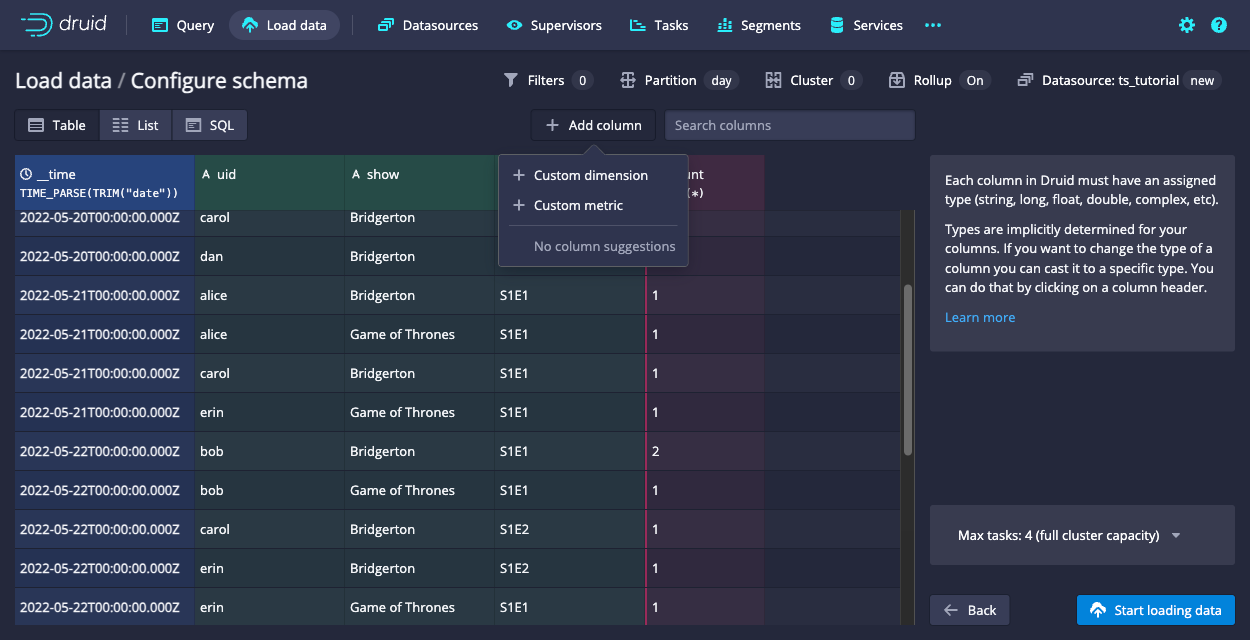 druid Query Load data Datasources Supervisors Tasks Segments Services
Load data / Configure schema Filters 0 Partition day Cluster 0 Rollup On Datasource: ts_tutorial new
Table List SQL Add column Search columns
__time A uid A show
TIME_PARSE(TRIM("date")) (*)
Custom dimension
Custom metric
No column suggestions
2022-05-20T00:00:00.000Z carol Bridgerton
2022-05-20T00:00:00.000Z dan Bridgerton
2022-05-21T00:00:00.000Z alice Bridgerton S1E1 1
2022-05-21T00:00:00.000Z alice Game of Thrones S1E1 1
2022-05-21T00:00:00.000Z carol Bridgerton S1E1 1
2022-05-21T00:00:00.000Z erin Game of Thrones S1E1 1
2022-05-22T00:00:00.000Z bob Bridgerton S1E1 2
2022-05-22T00:00:00.000Z bob Game of Thrones S1E1 1
2022-05-22T00:00:00.000Z carol Bridgerton S1E2 1
2022-05-22T00:00:00.000Z erin Bridgerton S1E2 1
2022-05-22T00:00:00.000Z erin Game of Thrones S1E1 1
Each column in Druid must have an assigned
type (string, long, float, double, complex, etc).
Types are implicitly determined for your
columns. If you want to change the type of a
column you can cast it to a specific type. You
can do that by clicking on a column header.
Learn more
Max tasks: 4 (full cluster capacity)
Back Start loading data